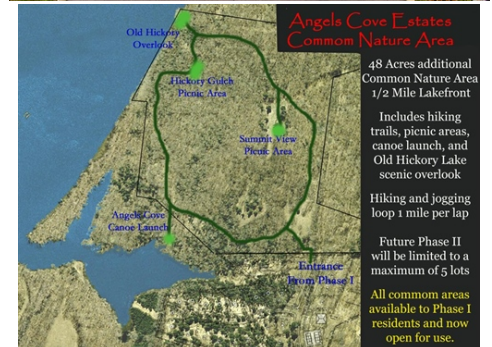 Angels Cove Estates
Commom Nature Area
Old Hickory
Overlook
Hickory Gulch
Picnic Area
Summit View
Picnic Area
Angels Cove
Canoe Launch
Entrance
From Phase I
48 Acres additional
Common Nature Area
1/2 Mile Lakefront
Includes hiking
trails, picnic areas,
canoe launch, and
Old Hickory Lake
scenic overlook
Hiking and jogging
loop 1 mile per lap
Future Phase II
will be limited to a
maximum of 5 lots
All commom areas
available to Phase I
residents and now
open for use.